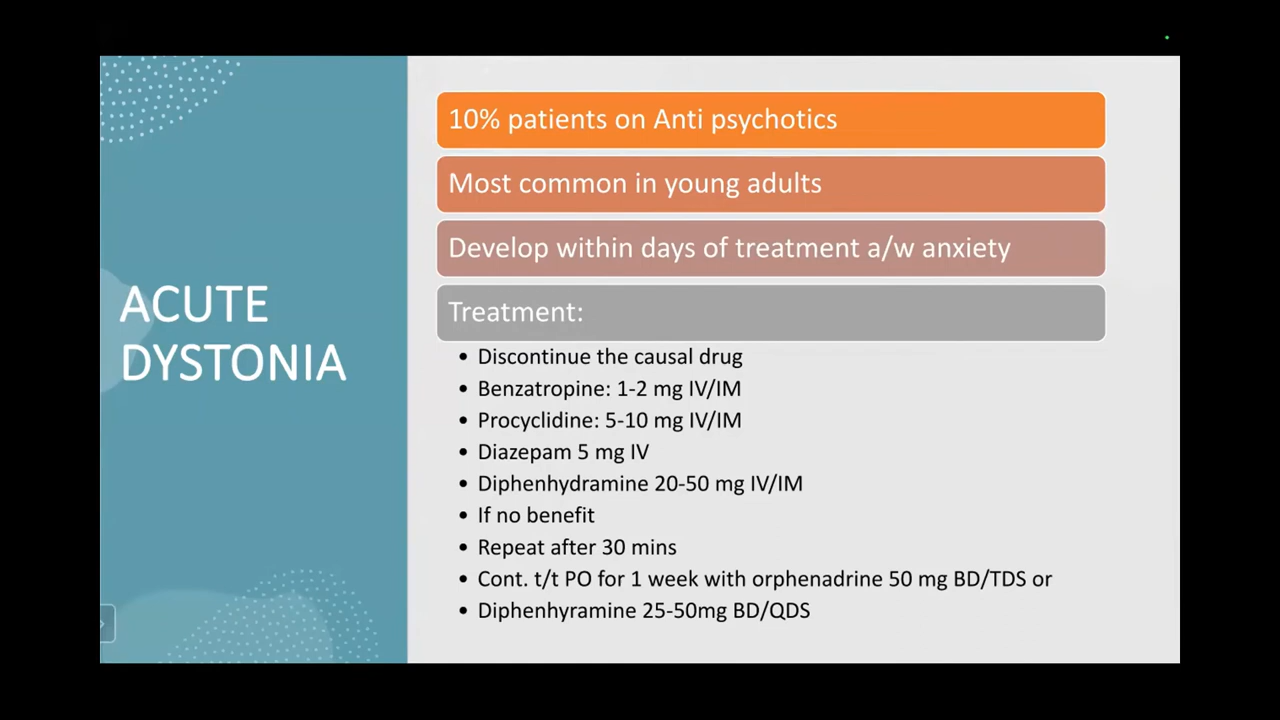 ACUTE
DYSTONIA
10% patients on Anti psychotics
Most common in young adults
Develop within days of treatment a/w anxiety
Treatment:
• Discontinue the causal drug
• Benzatropine: 1-2 mg IV/IM
• Procyclidine: 5-10 mg IV/IM
• Diazepam 5 mg IV
• Diphenhydramine 20-50 mg IV/IM
• If no benefit
• Repeat after 30 mins
• Cont. t/t PO for 1 week with orphenadrine 50 mg BD/TDS or
• Diphenhyramine 25-50mg BD/QDS